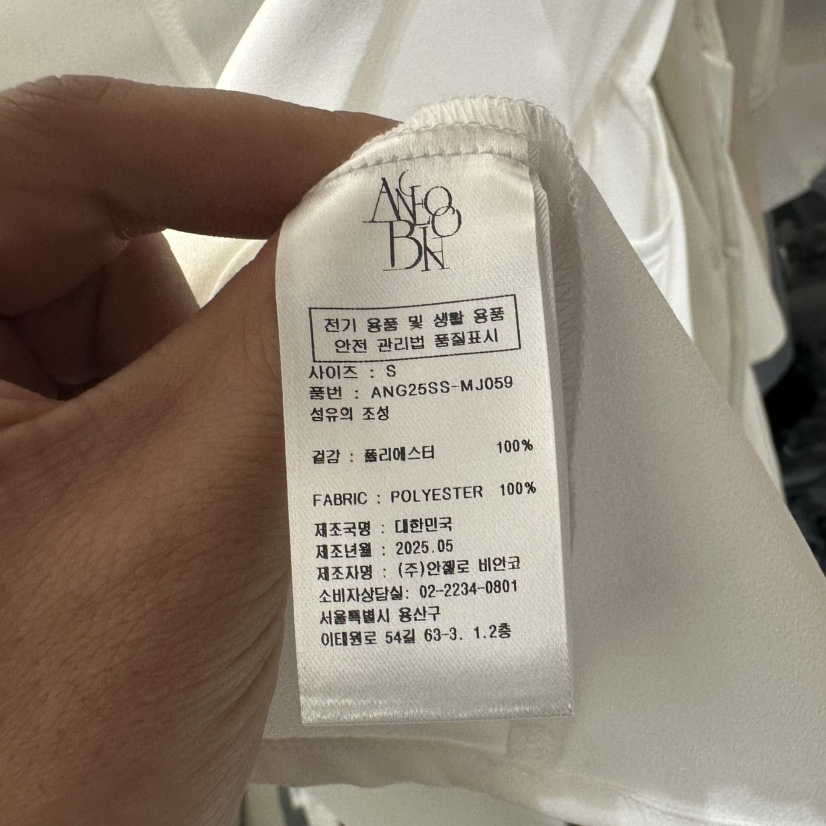 ANGELO
BIAN
전기 용품 및 생활 용품
안전 관리법 품질표시
사이즈 : S
품번 : ANG25SS-MJ059
섬유의 조성
겉감 : 폴리에스터 100%
FABRIC : POLYESTER 100%
제조국명 : 대한민국
제조년월 : 2025.05
제조자명 : (주)안젤로 비안코
소비자상담실: 02-2234-0801
서울특별시 용산구
이태원로 54길 63-3. 1.2층